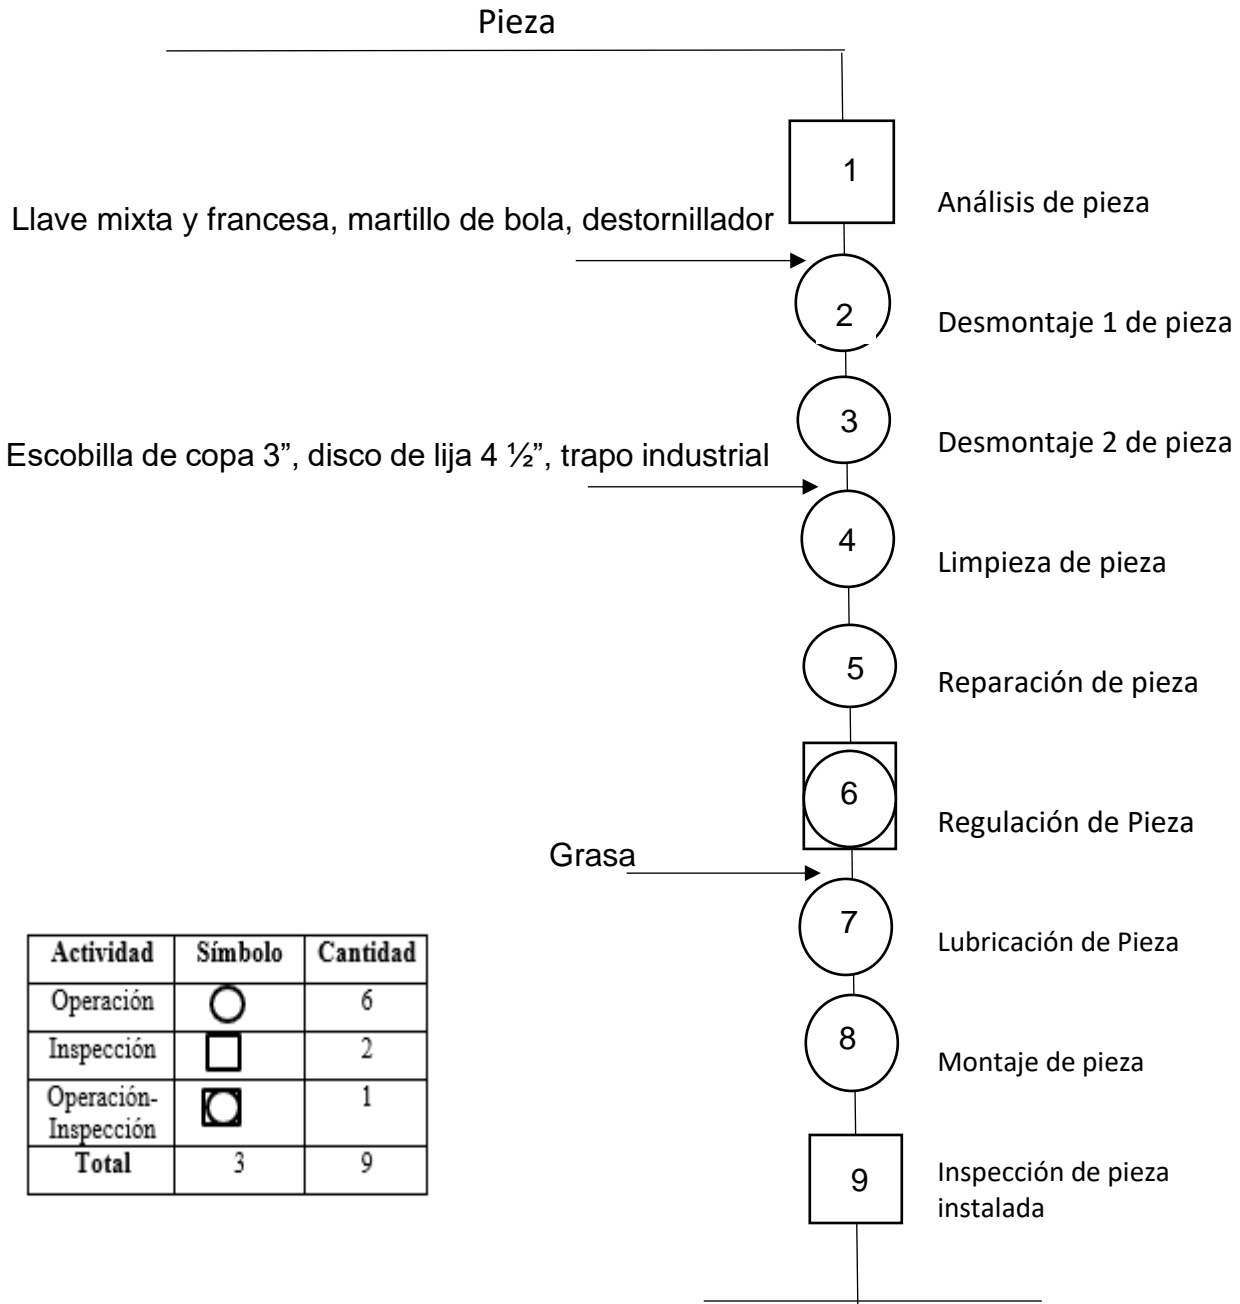 Pieza
1
Análisis de pieza
Llave mixta y francesa, martillo de bola, destornillador
2
Desmontaje 1 de pieza
3
Desmontaje 2 de pieza
Escobilla de copa 3”, disco de lija 4 ½”, trapo industrial
4
Limpieza de pieza
5
Reparación de pieza
6
Regulación de Pieza
Grasa
7
Lubricación de Pieza
8
Montaje de pieza
9
Inspección de pieza
instalada
Actividad Símbolo Cantidad
Operación 6
Inspección 2
Operación-
Inspección 1
Total 3 9